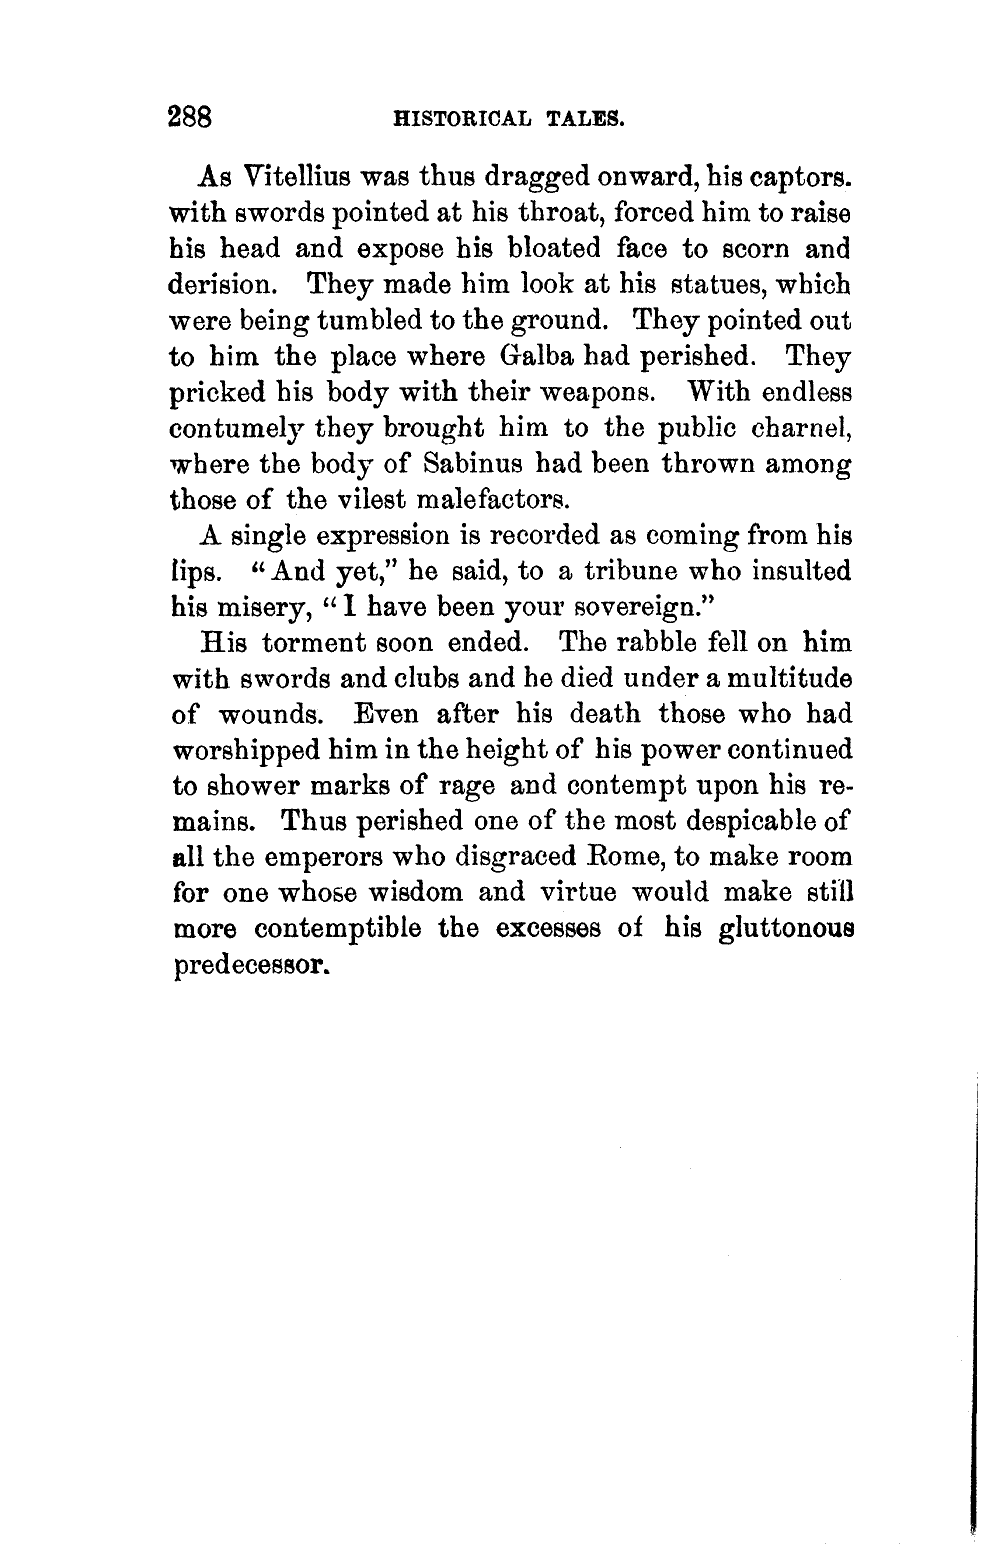 288 HISTORICAL TALES.
As Vitellius was thus dragged onward, his captors.
with swords pointed at his throat, forced him to raise
his head and expose his bloated face to scorn and
derision. They made him look at his statues, which
were being tumbled to the ground. They pointed out
to him the place where Galba had perished. They
pricked his body with their weapons. With endless
contumely they brought him to the public charnel,
where the body of Sabinus had been thrown among
those of the vilest malefactors.
A single expression is recorded as coming from his
lips. “And yet,” he said, to a tribune who insulted
his misery, “I have been your sovereign.”
His torment soon ended. The rabble fell on him
with swords and clubs and he died under a multitude
of wounds. Even after his death those who had
worshipped him in the height of his power continued
to shower marks of rage and contempt upon his re-
mains. Thus perished one of the most despicable of
all the emperors who disgraced Rome, to make room
for one whose wisdom and virtue would make still
more contemptible the excesses of his gluttonous
predecessor.